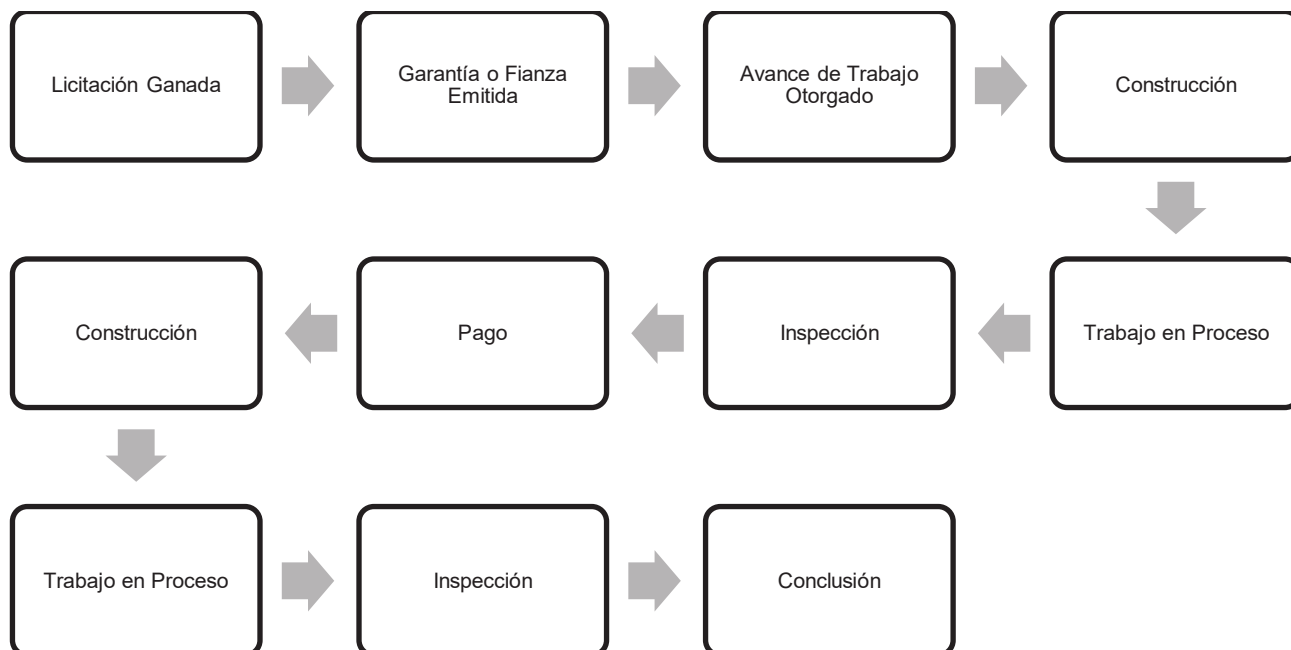 Licitación Ganada
Garantía o Fianza
Emitida
Avance de Trabajo
Otorgado
Construcción
Trabajo en Proceso
Inspección
Pago
Construcción
Trabajo en Proceso
Inspección
Conclusión